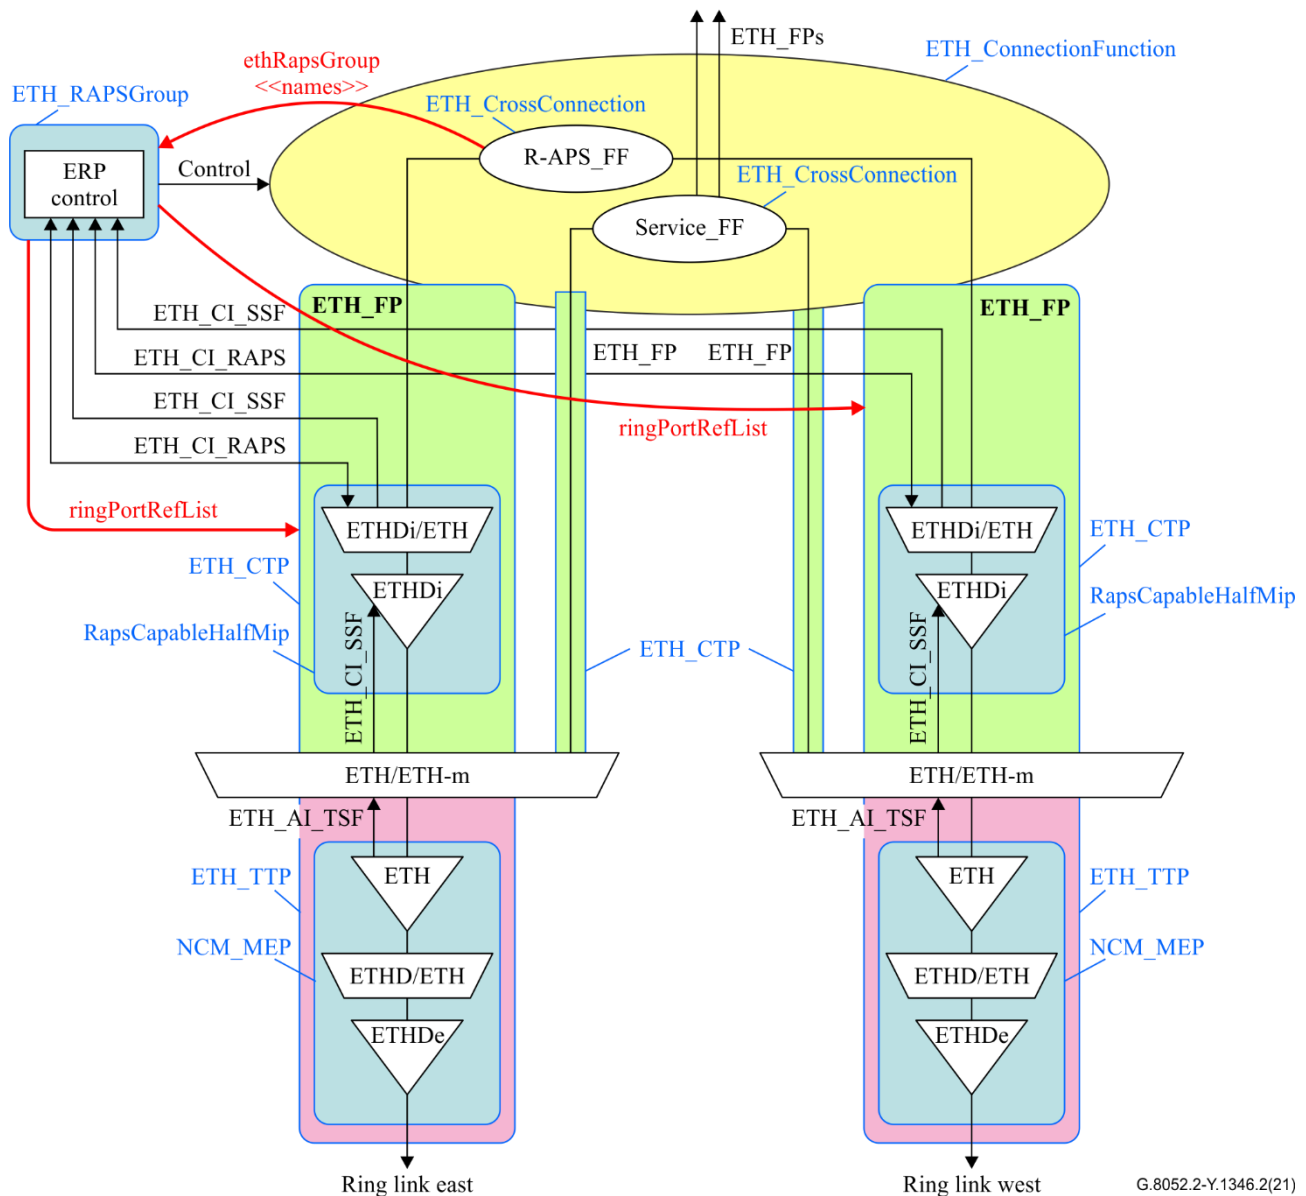 ETH_FPs
ETH_ConnectionFunction
ethRapsGroup
<<names>>
ETH_RAPSGroup
ETH_CrossConnection
R-APS_FF
ERP
control
Control
ETH_CrossConnection
Service_FF
ETH_FP
ETH_FP
ETH_CI_SSF
ETH_CI_RAPS
ETH_FP
ETH_FP
ETH_CI_SSF
ringPortRefList
ETH_CI_RAPS
ringPortRefList
ETHDi/ETH
ETHDi/ETH
ETH_CTP
ETH_CTP
ETHDi
ETHDi
RapsCapableHalfMip
RapsCapableHalfMip
ETH_CTP
ETH_CI_SSF
ETH_CI_SSF
ETH/ETH-m
ETH/ETH-m
ETH_AI_TSF
ETH_AI_TSF
ETH_TTP
ETH
ETH
ETH_TTP
NCM_MEP
NCM_MEP
ETHD/ETH
ETHD/ETH
ETHDe
ETHDe
Ring link east
Ring link west
G.8052.2-Y.1346.2(21)